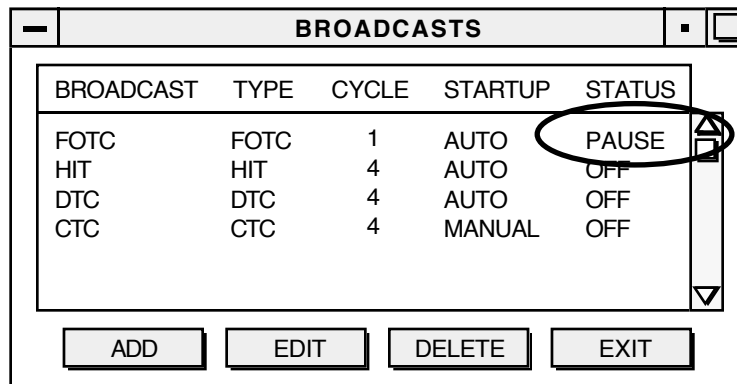 BROADCASTS
BROADCAST TYPE CYCLE STARTUP STATUS
FOTC FOTC 1 AUTO PAUSE
HIT HIT 4 AUTO OFF
DTC DTC 4 AUTO OFF
CTC CTC 4 MANUAL OFF
ADD EDIT DELETE EXIT